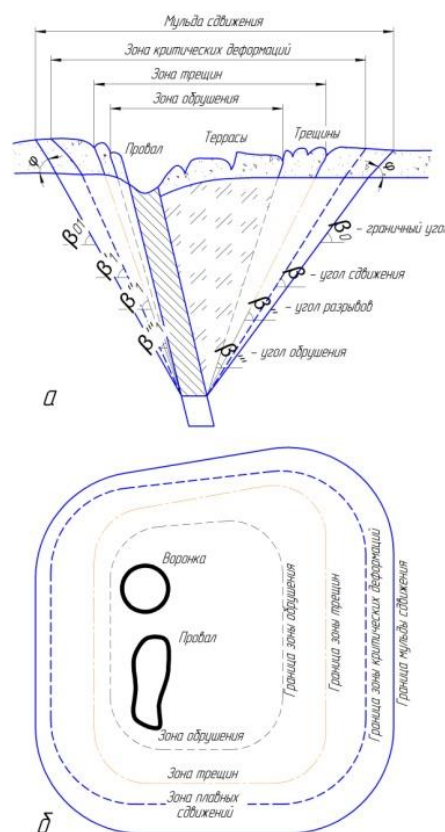 Мульда сдвижения
Зона критических деформаций
Зона трещин
Зона обрушения
Провал
Террасы
Трещины
φ
φ
β01
β'
β''
β'''
β0 – граничный угол
β – угол сдвижения
β'' – угол разрывов
β''' – угол обрушения
а
Воронка
Провал
Зона обрушения
Зона трещин
Зона плавных
сдвижений
Граница зоны обрушения
Граница зоны трещин
Граница зоны критических деформаций
Граница мульды сдвижения
б